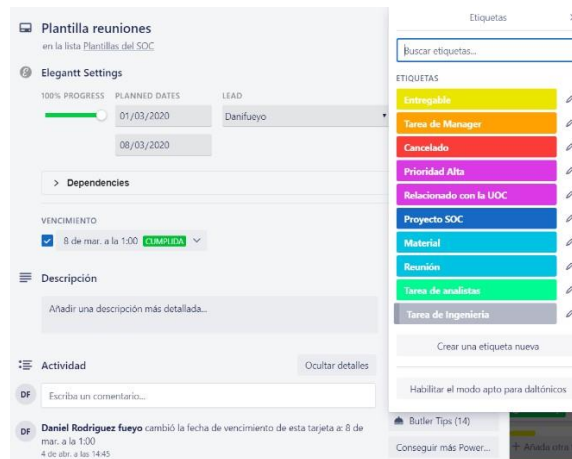 Plantilla reuniones
en la lista Plantillas del SOC
Elegantt Settings
100% PROGRESS PLANNED DATES LEAD
01/03/2020 Danifueyo
08/03/2020
> Dependencies
VENCIMIENTO
8 de mar. a la 1:00 CUMPLIDA
Descripción
Añadir una descripción más detallada...
Actividad Ocultar detalles
DF Escriba un comentario...
DF Daniel Rodriguez fueyo cambió la fecha de vencimiento de esta tarjeta a: 8 de
mar. a la 1:00
4 de abr. a las 14:45
Etiquetas
Buscar etiquetas...
ETIQUETAS
Entregable
Tarea de Manager
Cancelado
Prioridad Alta
Relacionado con la UOC
Proyecto SOC
Material
Reunión
Tarea de analistas
Tarea de Ingenieria
Crear una etiqueta nueva
Habilitar el modo apto para daltónicos
Butler Tips (14)
Conseguir más Power...
+ Añada otra